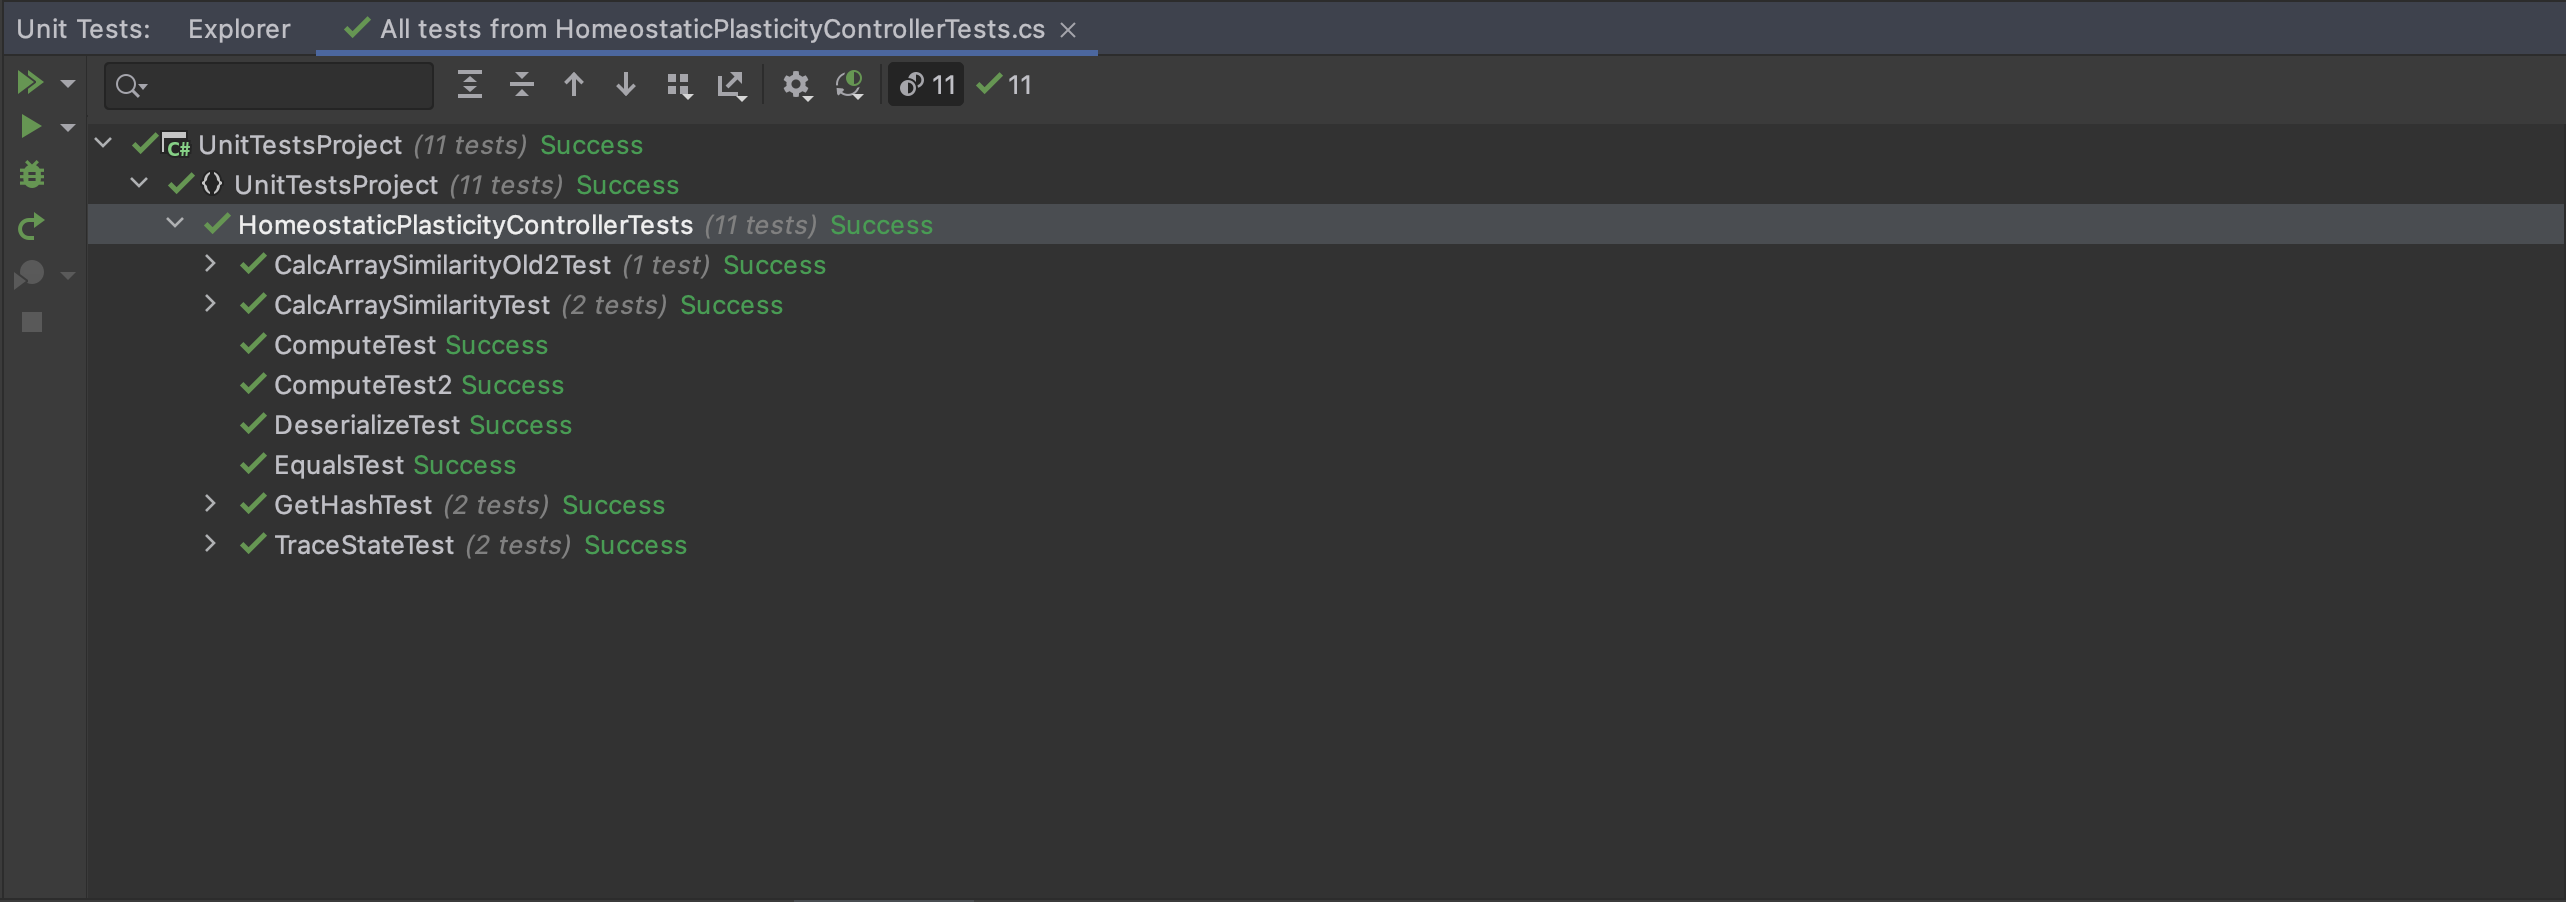 Unit Tests: Explorer All tests from HomeostaticPlasticityControllerTests.cs
11 11
C# UnitTestsProject (11 tests) Success
{} UnitTestsProject (11 tests) Success
HomeostaticPlasticityControllerTests (11 tests) Success
CalcArraySimilarityOld2Test (1 test) Success
CalcArraySimilarityTest (2 tests) Success
ComputeTest Success
ComputeTest2 Success
DeserializeTest Success
EqualsTest Success
GetHashTest (2 tests) Success
TraceStateTest (2 tests) Success